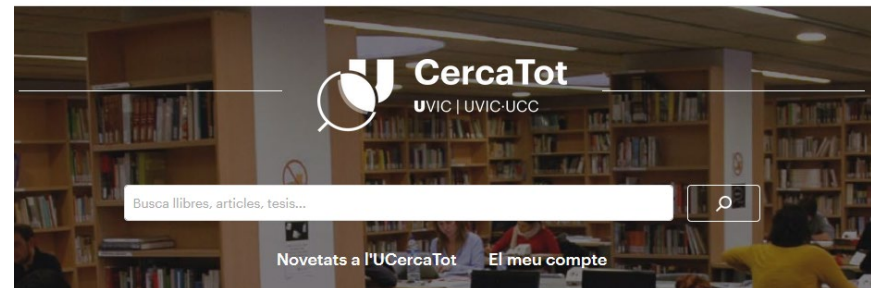 CercaTot
UVIC | UVIC·UCC
Busca llibres, articles, tesis...
Novetats a l'UCercaTot El meu compte